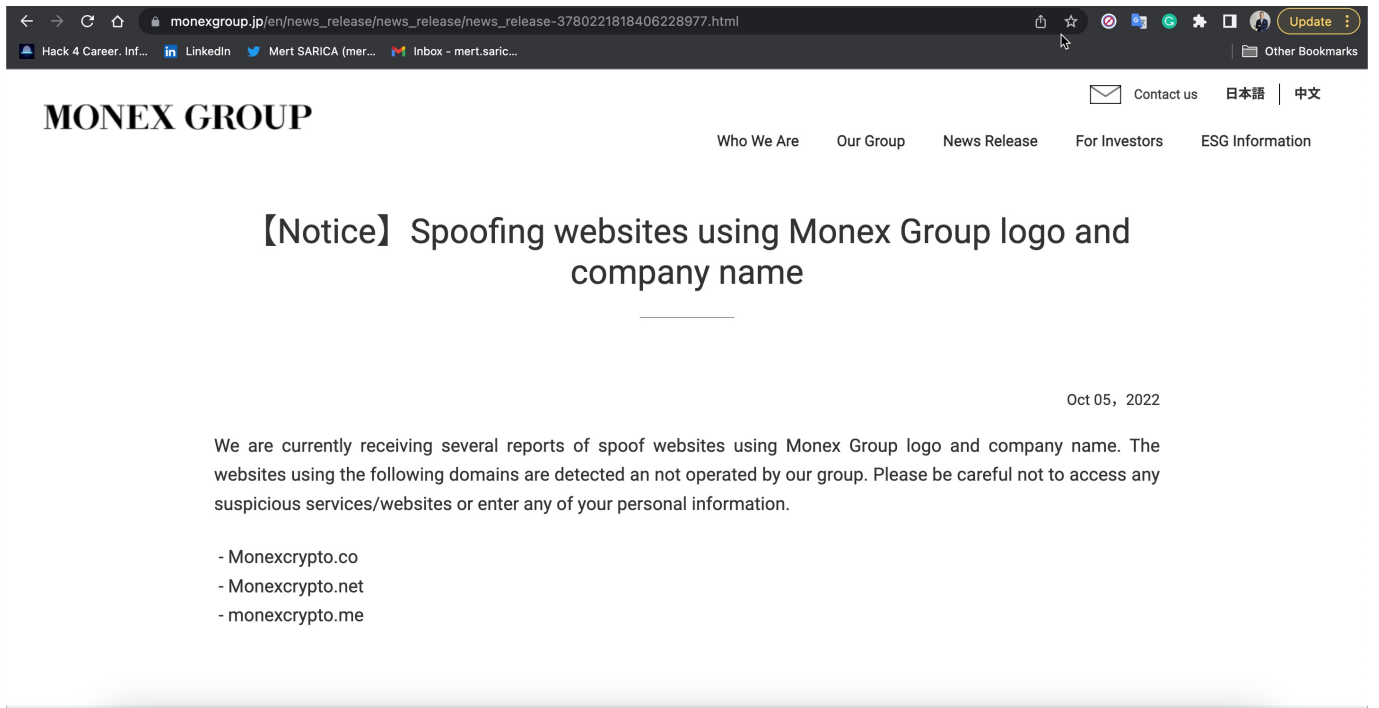 monexgroup.jp/en/news_release/news_release/news_release-3780221818406228977.html
Update
Hack 4 Career. Inf... LinkedIn Mert SARICA (mer... Inbox - mert.saric... Other Bookmarks
Contact us 日本語 中文
MONEX GROUP
Who We Are Our Group News Release For Investors ESG Information
【Notice】Spoofing websites using Monex Group logo and
company name
Oct 05，2022
We are currently receiving several reports of spoof websites using Monex Group logo and company name. The
websites using the following domains are detected an not operated by our group. Please be careful not to access any
suspicious services/websites or enter any of your personal information.
- Monexcrypto.co
- Monexcrypto.net
- monexcrypto.me